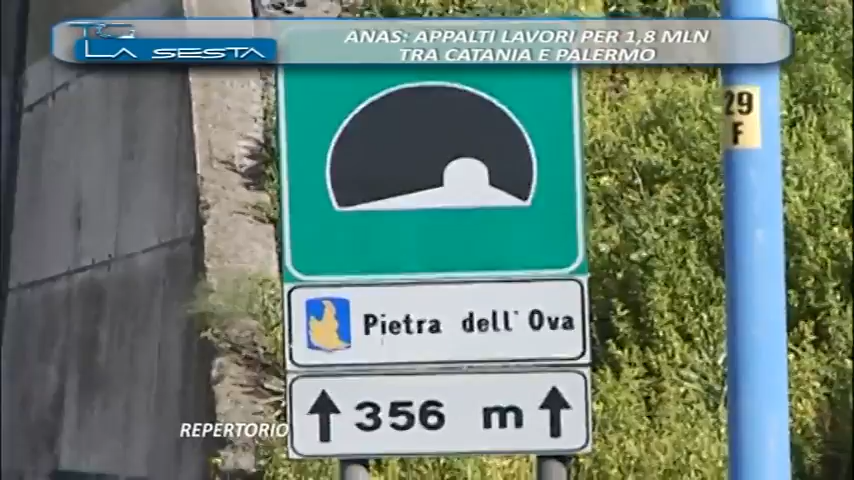 TG
LA SESTA
ANAS: APPALTI LAVORI PER 1,8 MLN
TRA CATANIA E PALERMO
29
F
Pietra dell'Ova
356 m
REPERTORIO